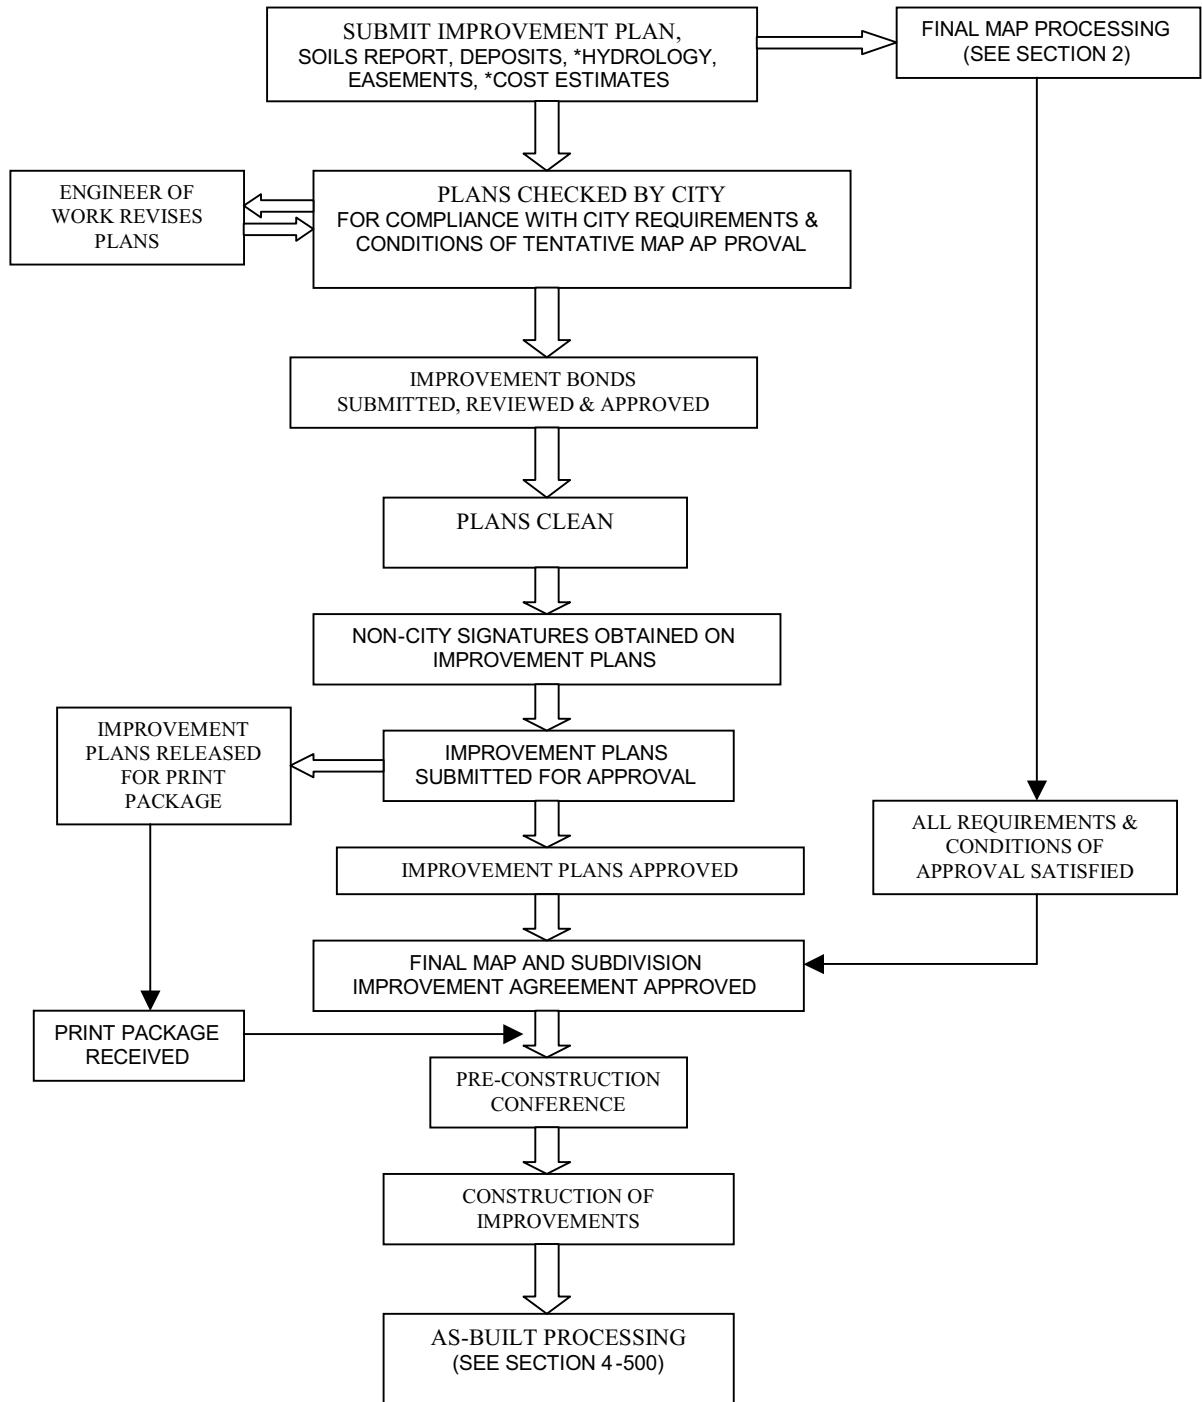 SUBMIT IMPROVEMENT PLAN,
SOILS REPORT, DEPOSITS, *HYDROLOGY,
EASEMENTS, *COST ESTIMATES
FINAL MAP PROCESSING
(SEE SECTION 2)
ENGINEER OF
WORK REVISES
PLANS
PLANS CHECKED BY CITY
FOR COMPLIANCE WITH CITY REQUIREMENTS &
CONDITIONS OF TENTATIVE MAP AP PROVAL
IMPROVEMENT BONDS
SUBMITTED, REVIEWED & APPROVED
PLANS CLEAN
NON-CITY SIGNATURES OBTAINED ON
IMPROVEMENT PLANS
IMPROVEMENT
PLANS RELEASED
FOR PRINT
PACKAGE
IMPROVEMENT PLANS
SUBMITTED FOR APPROVAL
ALL REQUIREMENTS &
CONDITIONS OF
APPROVAL SATISFIED
IMPROVEMENT PLANS APPROVED
FINAL MAP AND SUBDIVISION
IMPROVEMENT AGREEMENT APPROVED
PRINT PACKAGE
RECEIVED
PRE-CONSTRUCTION
CONFERENCE
CONSTRUCTION OF
IMPROVEMENTS
AS-BUILT PROCESSING
(SEE SECTION 4-500)